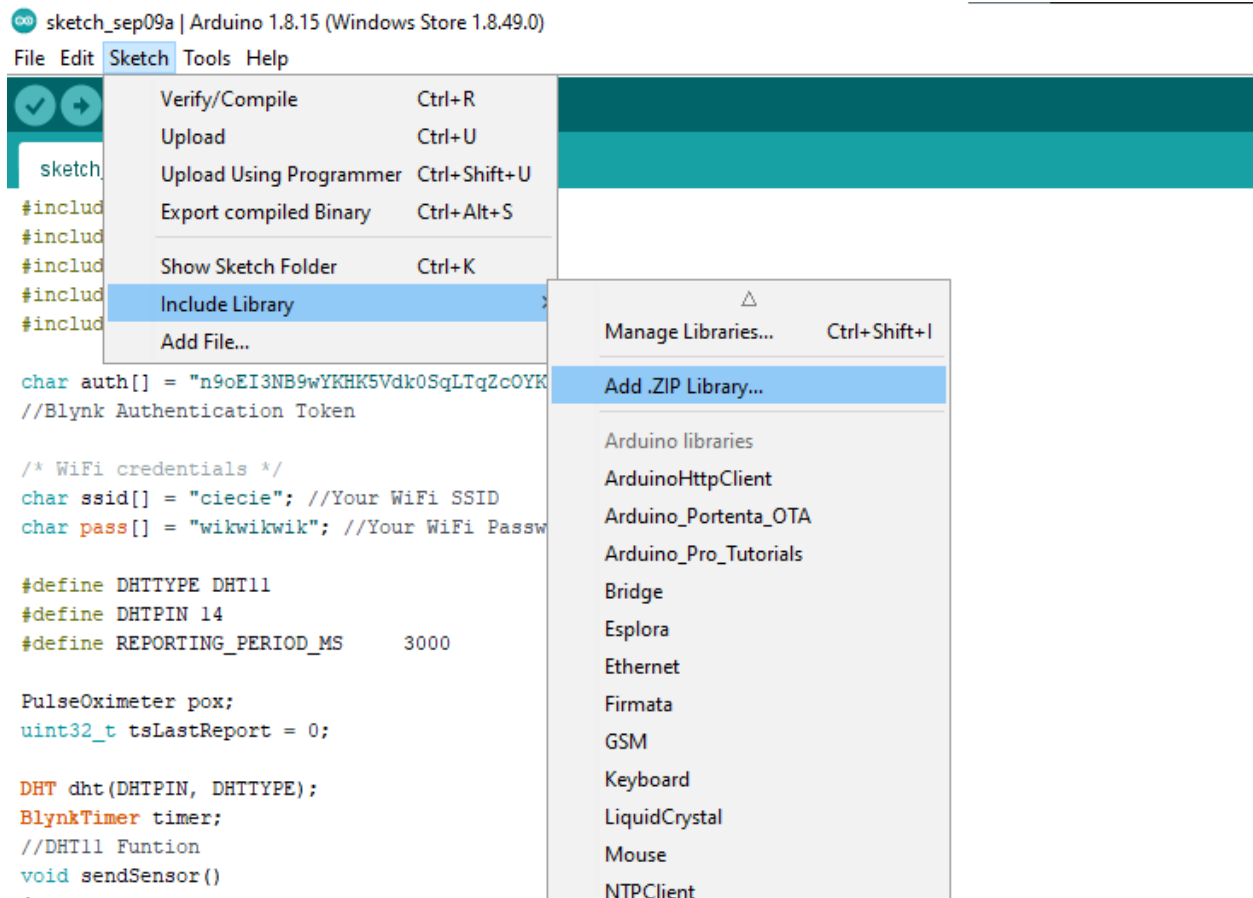 sketch_sep09a | Arduino 1.8.15 (Windows Store 1.8.49.0)
File Edit Sketch Tools Help
Verify/Compile Ctrl+R
Upload Ctrl+U
Upload Using Programmer Ctrl+Shift+U
Export compiled Binary Ctrl+Alt+S
Show Sketch Folder Ctrl+K
Include Library
Add File...
Manage Libraries... Ctrl+Shift+I
Add .ZIP Library...
Arduino libraries
ArduinoHttpClient
Arduino_Portenta_OTA
Arduino_Pro_Tutorials
Bridge
Esplora
Ethernet
Firmata
GSM
Keyboard
LiquidCrystal
Mouse
NTPClient
sketch_
#includ
#includ
#includ
#includ
#includ
char auth[] = "n9oEI3NB9wYKHK5Vdk0SqLTqZcOYK
//Blynk Authentication Token
/* WiFi credentials */
char ssid[] = "ciecie"; //Your WiFi SSID
char pass[] = "wikwikwik"; //Your WiFi Passw
#define DHTTYPE DHT11
#define DHTPIN 14
#define REPORTING_PERIOD_MS 3000
PulseOximeter pox;
uint32_t tsLastReport = 0;
DHT dht(DHTPIN, DHTTYPE);
BlynkTimer timer;
//DHT11 Funtion
void sendSensor()